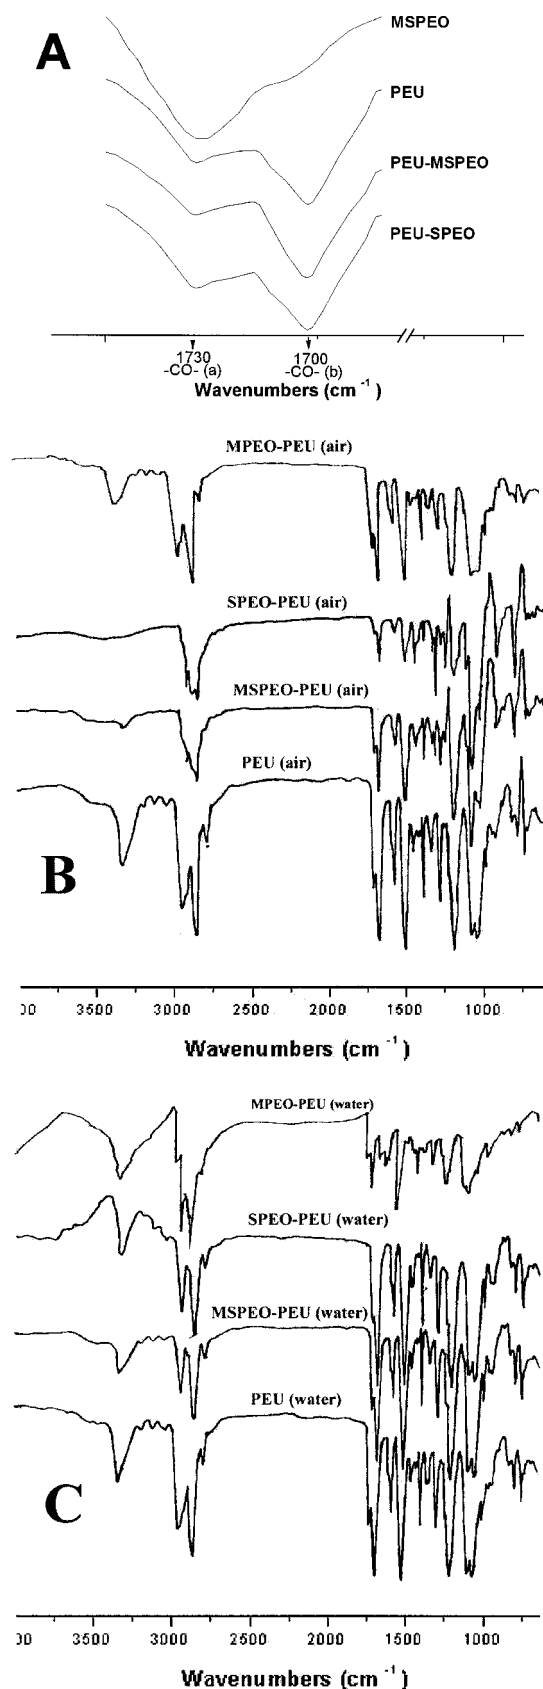 A
MSPEO
PEU
PEU-MSPEO
PEU-SPEO
1730 1700
-CO- (a) -CO- (b)
Wavenumbers (cm -1)
MPEO-PEU (air)
SPEO-PEU (air)
MSPEO-PEU (air)
PEU (air)
B
00 3500 3000 2500 2000 1500 1000
Wavenumbers (cm -1)
MPEO-PEU (water)
SPEO-PEU (water)
MSPEO-PEU (water)
PEU (water)
C
00 3500 3000 2500 2000 1500 1000
Wavenumbers (cm -1)